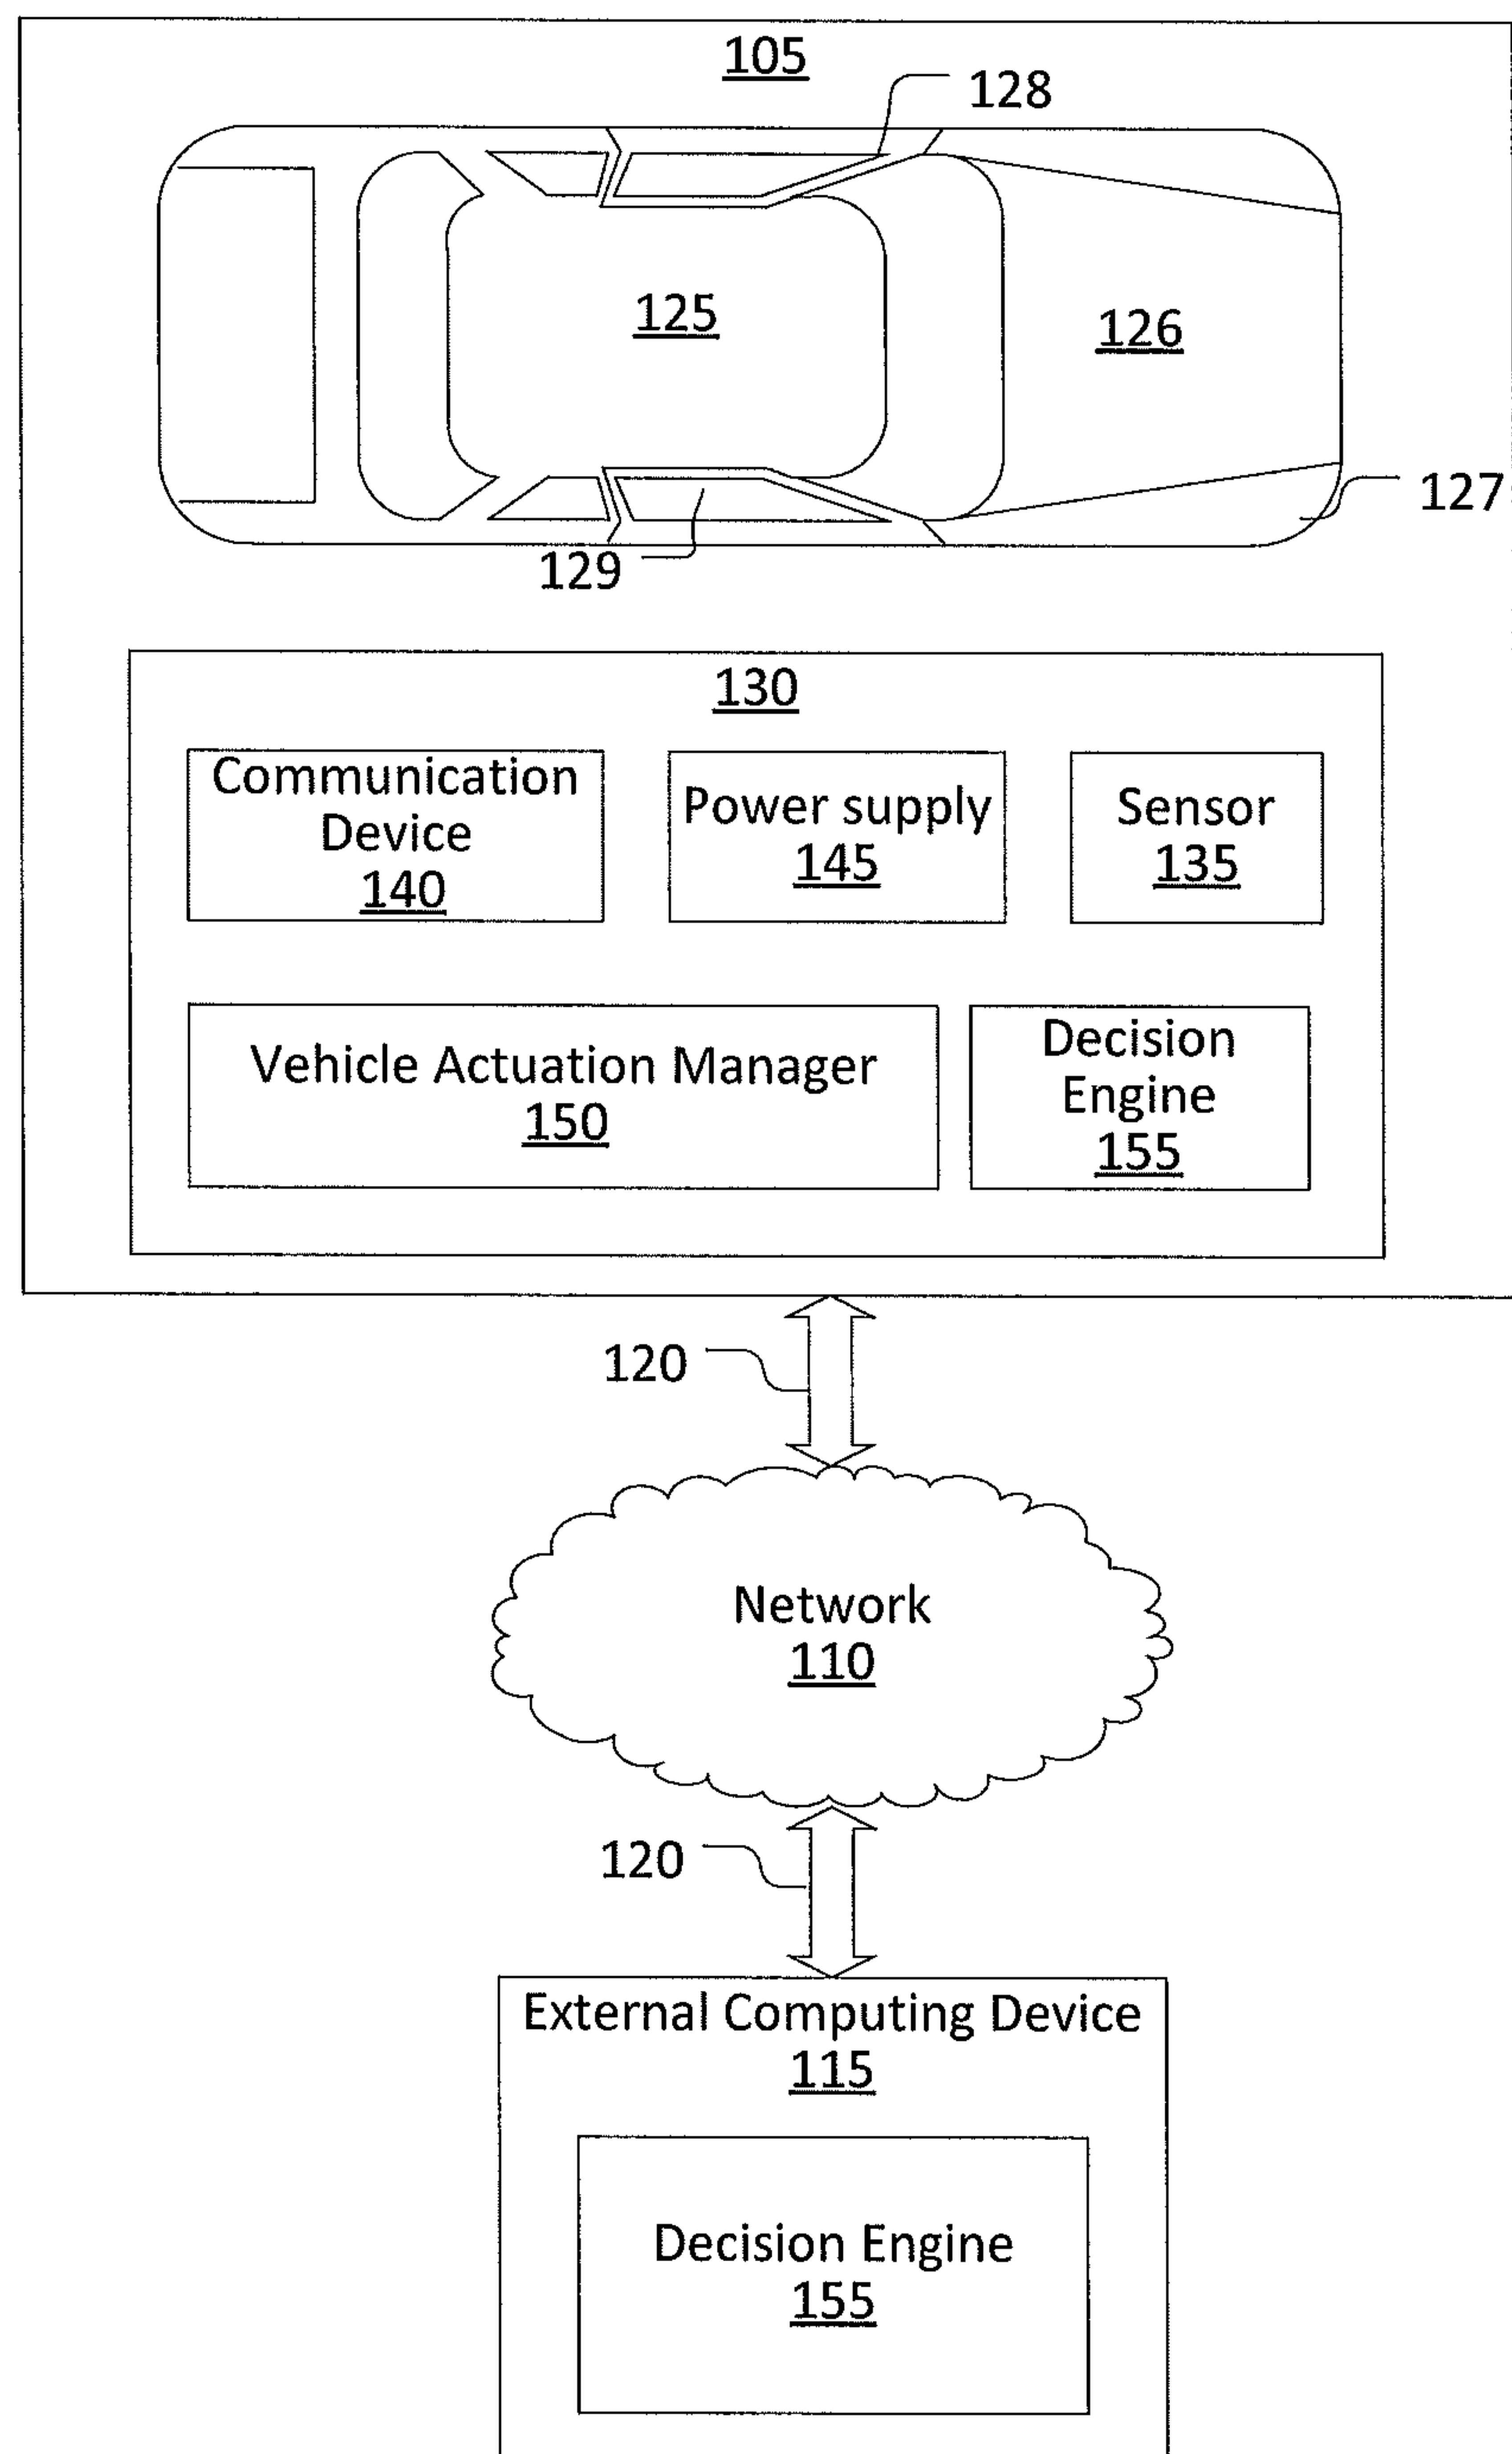 105
128
125
126
127
129
130
Communication
Device
140
Power supply
145
Sensor
135
Vehicle Actuation Manager
150
Decision
Engine
155
120
Network
110
120
External Computing Device
115
Decision Engine
155